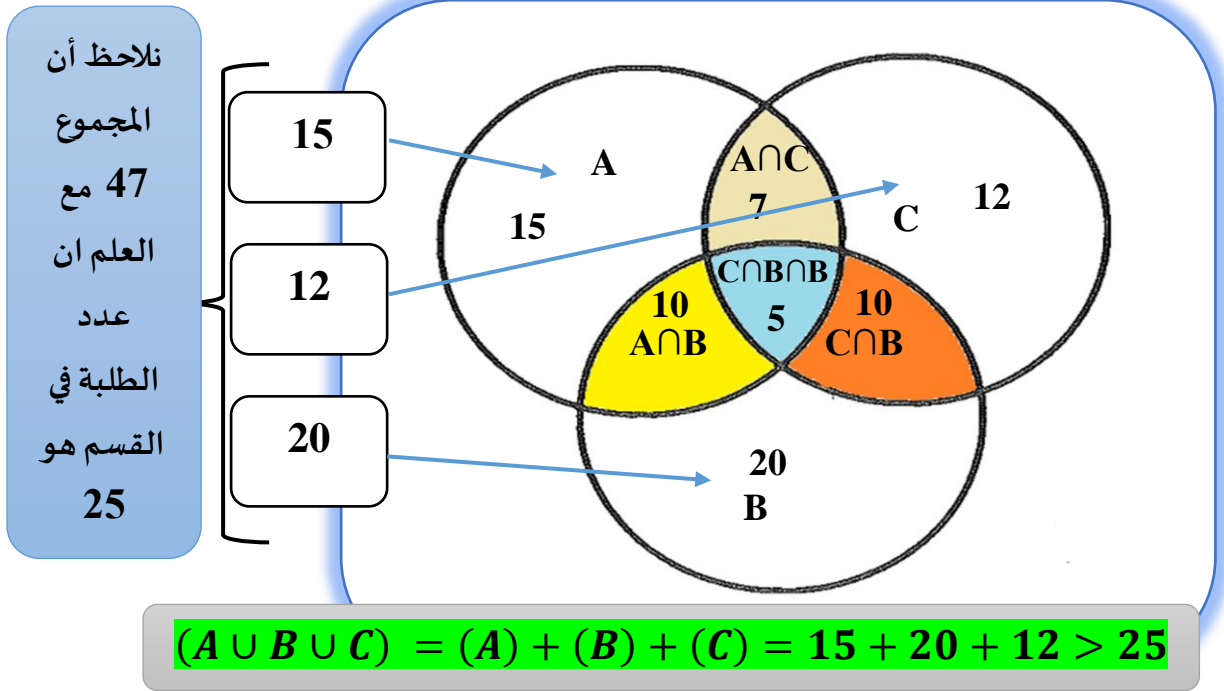 نلاحظ أن
المجموع
47 مع
العلم ان
عدد
الطلبة في
القسم هو
25
15
12
20
A
15
A∩C
7
C
12
C∩B∩B
5
10
A∩B
10
C∩B
20
B
(A ∪ B ∪ C) = (A) + (B) + (C) = 15 + 20 + 12 > 25